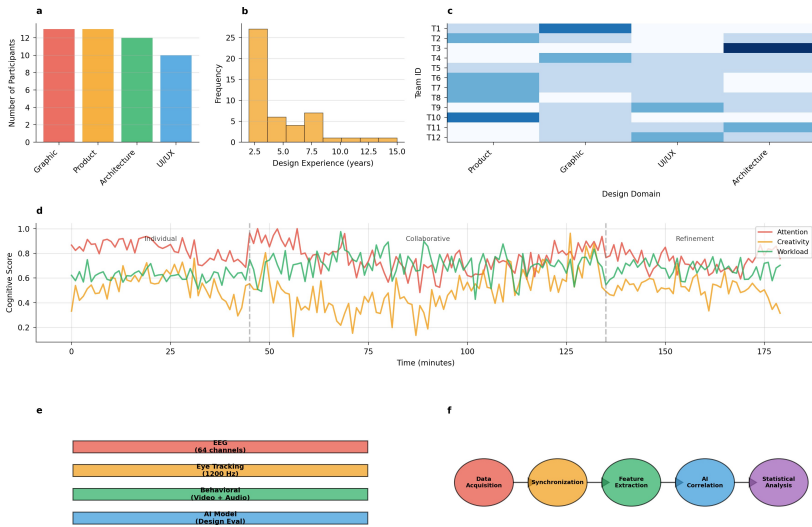 a
Number of Participants
12
10
8
6
4
2
0
Graphic
Product
Architecture
UI/UX
b
Frequency
25
20
15
10
5
0
2.5
5.0
7.5
10.0
12.5
15.0
Design Experience (years)
c
Team ID
T1
T2
T3
T4
T5
T6
T7
T8
T9
T10
T11
T12
Product
Graphic
UI/UX
Architecture
Design Domain
d
Cognitive Score
1.0
0.8
0.6
0.4
0.2
Individual
Collaborative
Refinement
Attention
Creativity
Workload
0
25
50
75
100
125
150
175
Time (minutes)
e
EEG
(64 channels)
Eye Tracking
(1200 Hz)
Behavioral
(Video + Audio)
AI Model
(Design Eval)
f
Data
Acquisition
Synchronization
Feature
Extraction
AI
Correlation
Statistical
Analysis